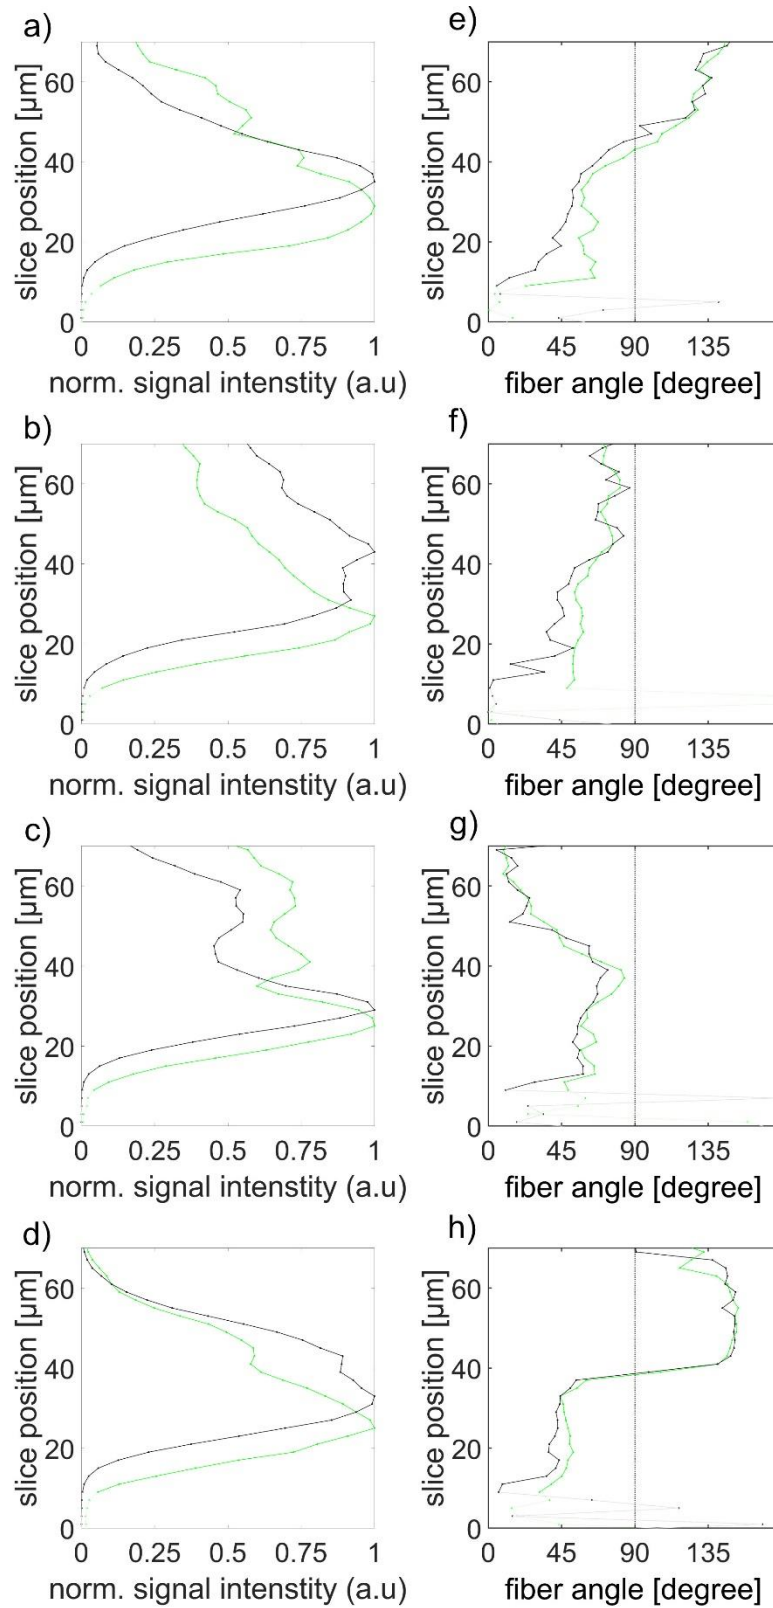 a)
slice position [µm]
60
40
20
0
0 0.25 0.5 0.75 1
norm. signal intenstity (a.u)
e)
slice position [µm]
60
40
20
0
0 45 90 135
fiber angle [degree]
b)
slice position [µm]
60
40
20
0
0 0.25 0.5 0.75 1
norm. signal intenstity (a.u)
f)
slice position [µm]
60
40
20
0
0 45 90 135
fiber angle [degree]
c)
slice position [µm]
60
40
20
0
0 0.25 0.5 0.75 1
norm. signal intenstity (a.u)
g)
slice position [µm]
60
40
20
0
0 45 90 135
fiber angle [degree]
d)
slice position [µm]
60
40
20
0
0 0.25 0.5 0.75 1
norm. signal intenstity (a.u)
h)
slice position [µm]
60
40
20
0
0 45 90 135
fiber angle [degree]